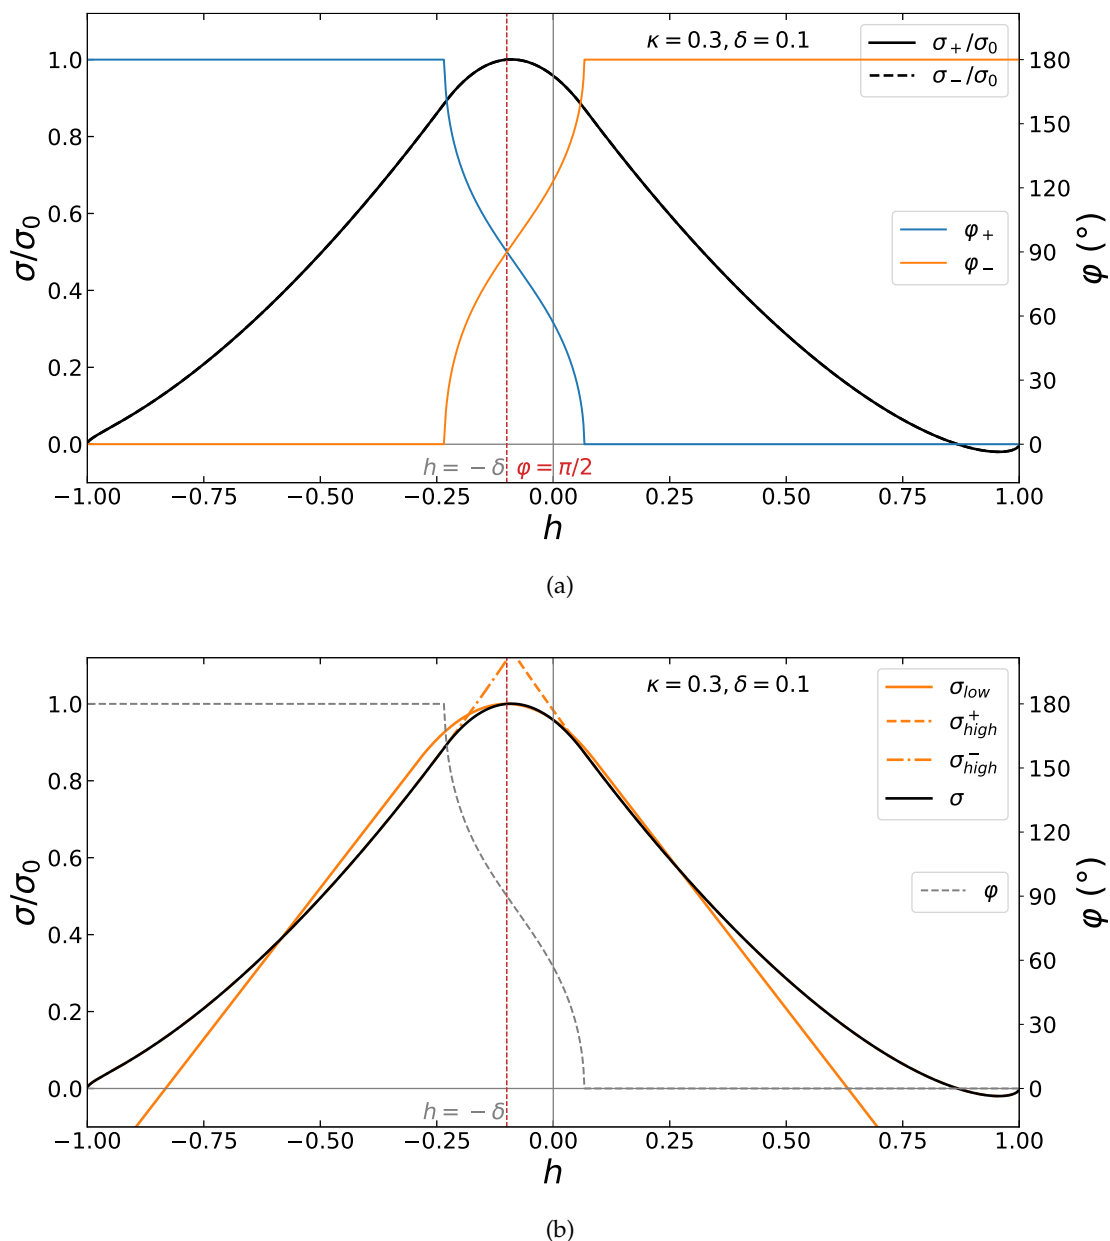 κ = 0.3, δ = 0.1
σ₊/σ₀
σ₋/σ₀
φ₊
φ₋
1.0
0.8
0.6
0.4
0.2
0.0
σ/σ₀
180
150
120
90
60
30
0
φ (°)
h = −δ
φ = π/2
−1.00 −0.75 −0.50 −0.25 0.00 0.25 0.50 0.75 1.00
h
(a)
κ = 0.3, δ = 0.1
σ_low
σ⁺_high
σ⁻_high
σ
φ
1.0
0.8
0.6
0.4
0.2
0.0
σ/σ₀
180
150
120
90
60
30
0
φ (°)
h = −δ
−1.00 −0.75 −0.50 −0.25 0.00 0.25 0.50 0.75 1.00
h
(b)